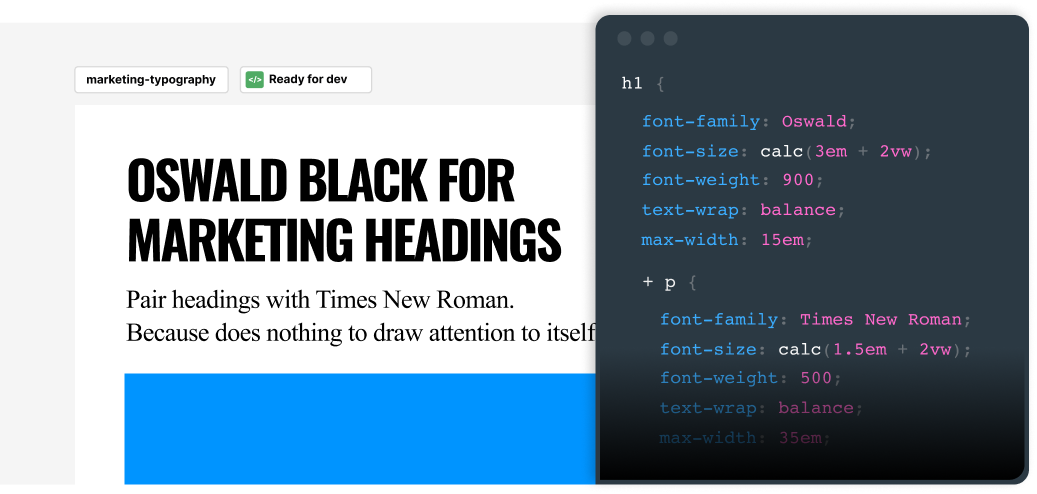 marketing-typography
</> Ready for dev
OSWALD BLACK FOR
MARKETING HEADINGS
Pair headings with Times New Roman.
Because does nothing to draw attention to itself
h1 {
font-family: Oswald;
font-size: calc(3em + 2vw);
font-weight: 900;
text-wrap: balance;
max-width: 15em;
+ p {
font-family: Times New Roman;
font-size: calc(1.5em + 2vw);
font-weight: 500;
text-wrap: balance;
max-width: 35em;